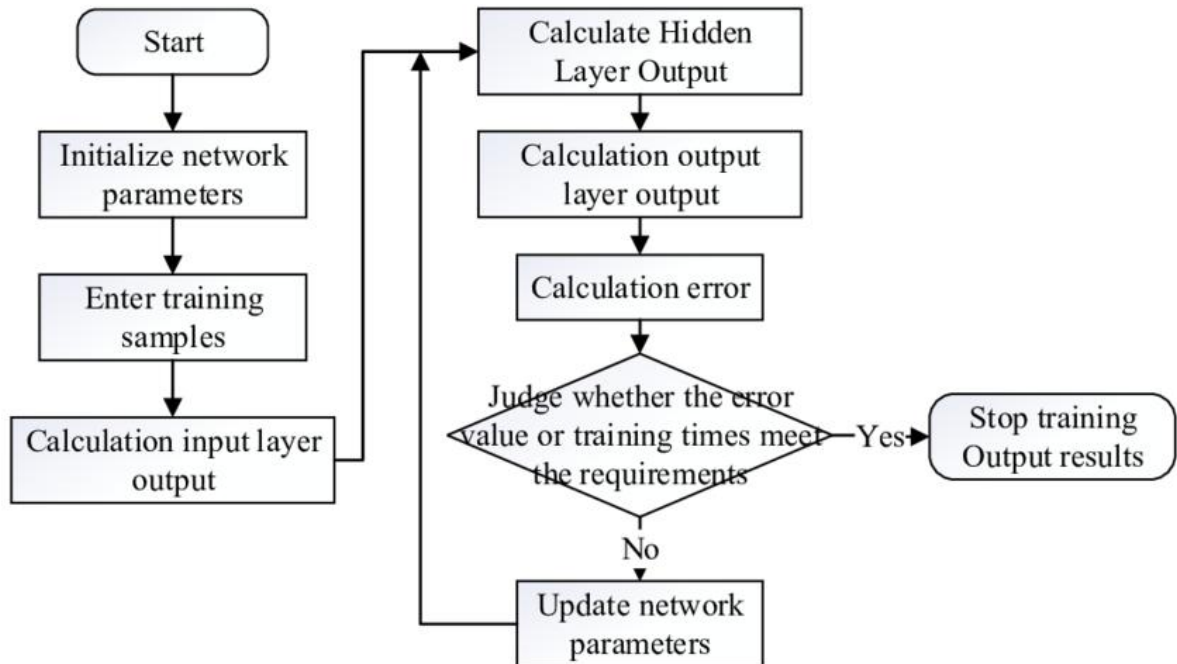 Start
Initialize network
parameters
Enter training
samples
Calculation input layer
output
Calculate Hidden
Layer Output
Calculation output
layer output
Calculation error
Judge whether the error
value or training times meet
the requirements
Yes
Stop training
Output results
No
Update network
parameters